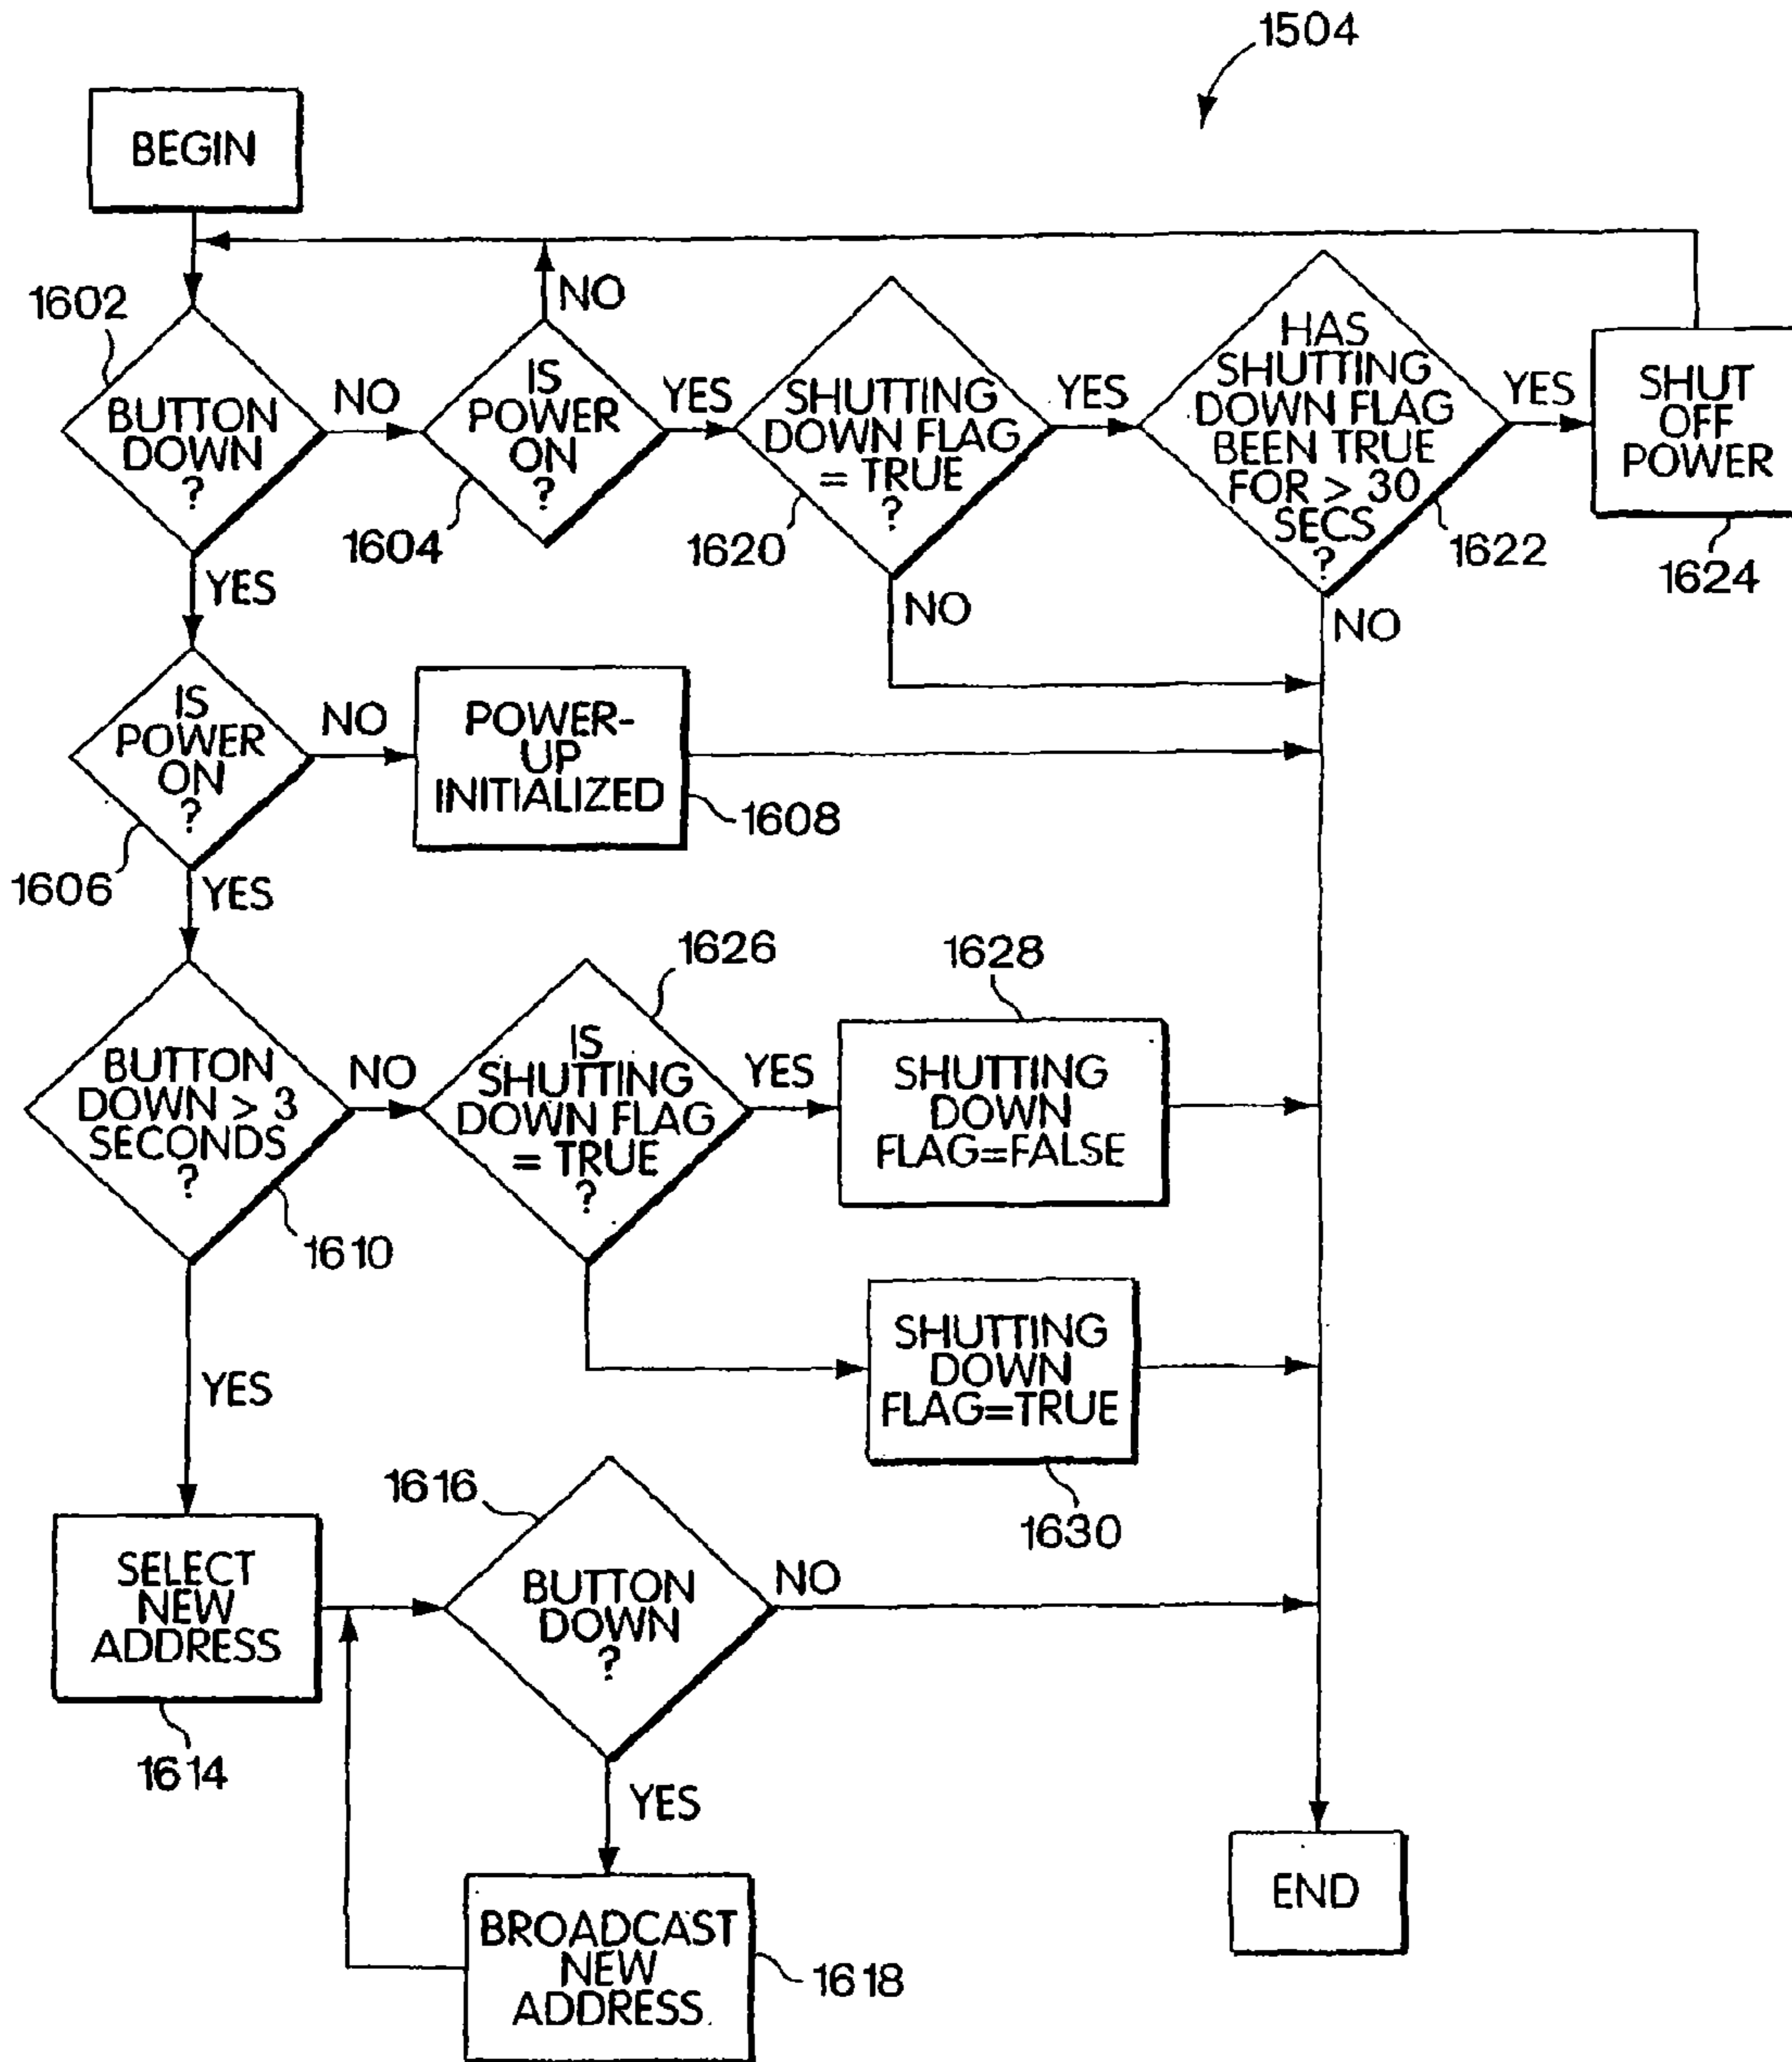 1504
BEGIN
1602
BUTTON
DOWN
?
NO
YES
IS
POWER
ON
?
1604
NO
YES
SHUTTING
DOWN FLAG
= TRUE
?
1620
YES
NO
HAS
SHUTTING
DOWN FLAG
BEEN TRUE
FOR > 30
SECS
?
1622
YES
NO
SHUT
OFF
POWER
1624
IS
POWER
ON
?
1606
NO
YES
POWER-
UP
INITIALIZED
1608
BUTTON
DOWN > 3
SECONDS
?
1610
NO
YES
1626
IS
SHUTTING
DOWN FLAG
= TRUE
?
YES
1628
SHUTTING
DOWN
FLAG=FALSE
SHUTTING
DOWN
FLAG=TRUE
1630
SELECT
NEW
ADDRESS
1614
1616
BUTTON
DOWN
?
NO
YES
BROADCAST
NEW
ADDRESS
1618
END